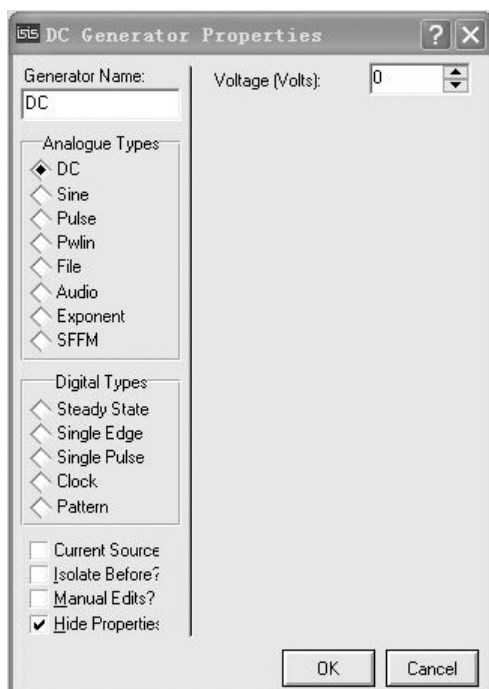 isis DC Generator Properties ? X
Generator Name:
DC
Analogue Types
DC
Sine
Pulse
Pwlin
File
Audio
Exponent
SFFM
Digital Types
Steady State
Single Edge
Single Pulse
Clock
Pattern
Current Source
Isolate Before?
Manual Edits?
Hide Properties
Voltage (Volts):
0
OK
Cancel